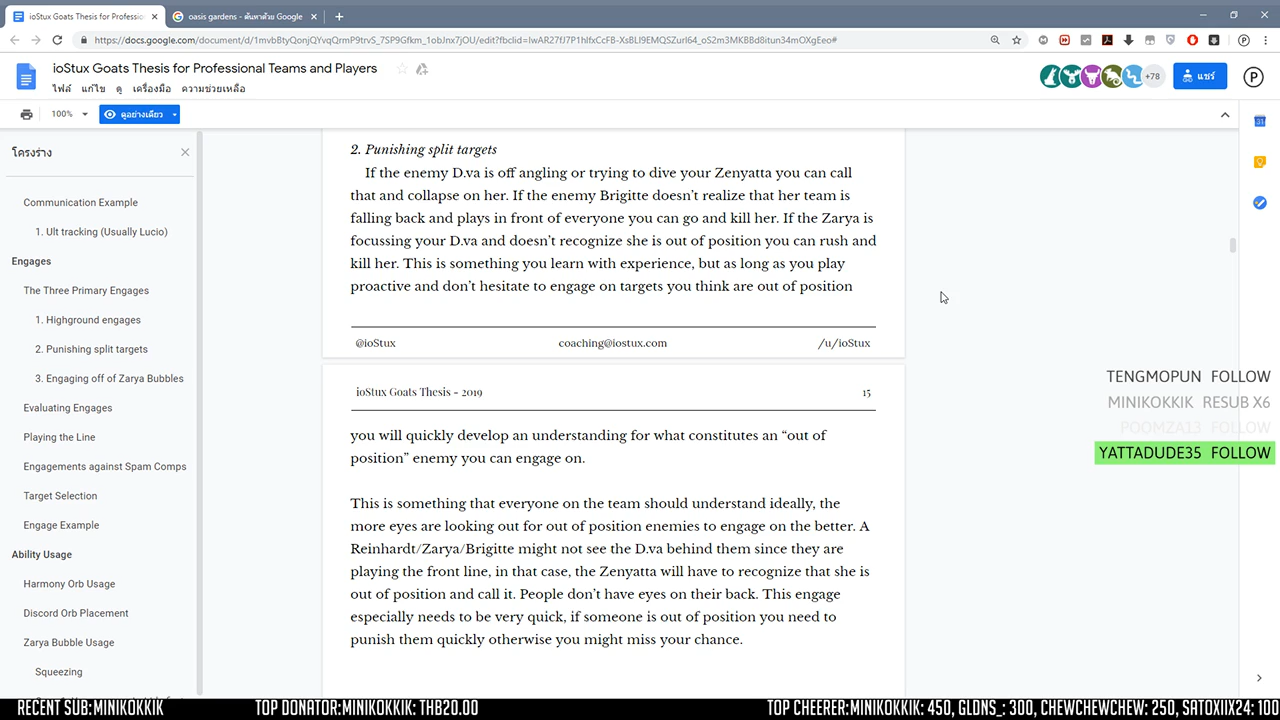 ioStux Goats Thesis for Professio
oasis gardens - ค้นหาด้วย Google
https://docs.google.com/document/d/1mvbBtyQonjQYvqQrmP9trvS_7SP9Gfkm_1obJnx7jOU/edit?fbclid=IwAR27fJ7P1hIfxCcFB-XsBLI9EMQSZurl64_oS2m3MKBBd8itun34mOXgEeo#
ioStux Goats Thesis for Professional Teams and Players
ไฟล์ แก้ไข ดู เครื่องมือ ความช่วยเหลือ
+78
แชร์
P
100%
ดูอย่างเดียว
โครงร่าง
Communication Example
1. Ult tracking (Usually Lucio)
Engages
The Three Primary Engages
1. Highground engages
2. Punishing split targets
3. Engaging off of Zarya Bubbles
Evaluating Engages
Playing the Line
Engagements against Spam Comps
Target Selection
Engage Example
Ability Usage
Harmony Orb Usage
Discord Orb Placement
Zarya Bubble Usage
Squeezing
2. Punishing split targets
If the enemy D.va is off angling or trying to dive your Zenyatta you can call
that and collapse on her. If the enemy Brigitte doesn't realize that her team is
falling back and plays in front of everyone you can go and kill her. If the Zarya is
focussing your D.va and doesn't recognize she is out of position you can rush and
kill her. This is something you learn with experience, but as long as you play
proactive and don't hesitate to engage on targets you think are out of position
@ioStux coaching@iostux.com /u/ioStux
ioStux Goats Thesis - 2019 15
you will quickly develop an understanding for what constitutes an “out of
position” enemy you can engage on.
This is something that everyone on the team should understand ideally, the
more eyes are looking out for out of position enemies to engage on the better. A
Reinhardt/Zarya/Brigitte might not see the D.va behind them since they are
playing the front line, in that case, the Zenyatta will have to recognize that she is
out of position and call it. People don't have eyes on their back. This engage
especially needs to be very quick, if someone is out of position you need to
punish them quickly otherwise you might miss your chance.
TENGMOPUN FOLLOW
MINIKOKKIK RESUB X6
POOMZA13 FOLLOW
YATTADUDE35 FOLLOW
RECENT SUB:MINIKOKKIK TOP DONATOR:MINIKOKKIK: THB20.00 TOP CHEERER:MINIKOKKIK: 450, GLDNS_: 300, CHEWCHEWCHEW: 250, SATOXIIX24: 100